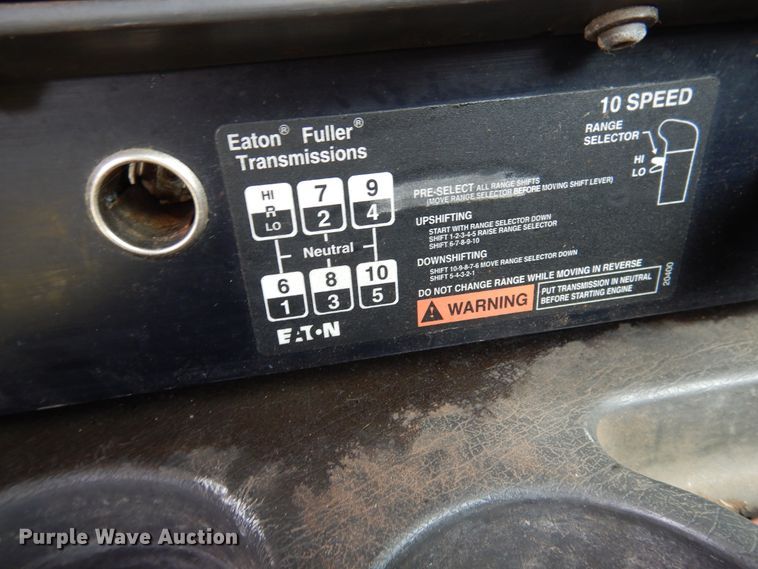 10 SPEED
Eaton® Fuller®
Transmissions
RANGE
SELECTOR
HI
LO
HI 7 9
R 2 4
LO
Neutral
6 8 10
1 3 5
EATON
PRE-SELECT ALL RANGE SHIFTS
(MOVE RANGE SELECTOR BEFORE MOVING SHIFT LEVER)
UPSHIFTING
START WITH RANGE SELECTOR DOWN
SHIFT 1-2-3-4-5 RAISE RANGE SELECTOR
SHIFT 6-7-8-9-10
DOWNSHIFTING
SHIFT 10-9-8-7-6 MOVE RANGE SELECTOR DOWN
SHIFT 5-4-3-2-1
DO NOT CHANGE RANGE WHILE MOVING IN REVERSE
WARNING
PUT TRANSMISSION IN NEUTRAL
BEFORE STARTING ENGINE
20400
Purple Wave Auction